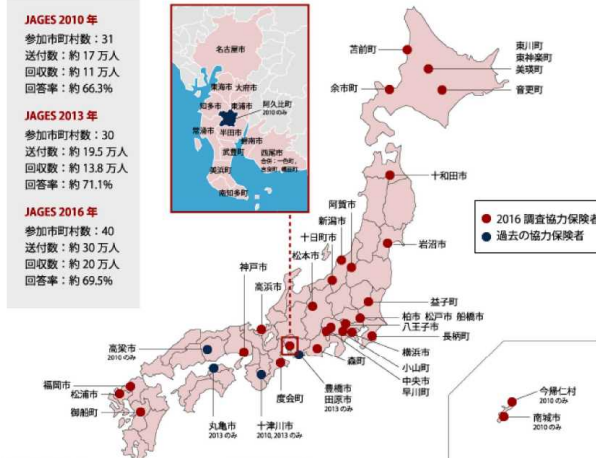 JAGES 2010 年
参加市町村数：31
送付数：約 17 万人
回収数：約 11 万人
回答率：約 66.3%
JAGES 2013 年
参加市町村数：30
送付数：約 19.5 万人
回収数：約 13.8 万人
回答率：約 71.1%
JAGES 2016 年
参加市町村数：40
送付数：約 30 万人
回収数：約 20 万人
回答率：約 69.5%
名古屋市
東海市 大府市
知多市 東浦市
阿久比町
2010 のみ
常滑市 半田市
碧南市
武豊町
西尾市
合併：一色町、
吉良町、幡豆町
美浜町
南知多町
苫前町
東川町
東神楽町
美瑛町
余市町
音更町
十和田市
2016 調査協力保険者
過去の協力保険者
阿賀町
新潟市
十日町市
松本市
岩沼市
神戸市
高浜市
益子町
柏市 松戸市 船橋市
八王子市
長柄町
横浜市
小山町
中央市
早川町
森町
高梁市
2010 のみ
福岡市
松浦市
御船町
丸亀市
2013 のみ
十津川市
2010, 2013 のみ
度会町
豊橋市
田原市
2013 のみ
今帰仁村
2010 のみ
南城市
2010 のみ